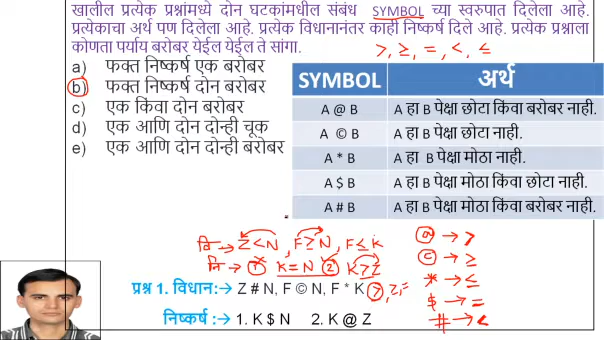 खालील प्रत्येक प्रश्नांमध्ये दोन घटकांमधील संबंध SYMBOL च्या स्वरुपात दिलेला आहे.
प्रत्येकाचा अर्थ पण दिलेला आहे. प्रत्येक विधानानंतर काही निष्कर्ष दिले आहे. प्रत्येक प्रश्नाला
कोणता पर्याय बरोबर येईल येईल ते सांगा.
>, ≥, =, <, ≤
a) फक्त निष्कर्ष एक बरोबर
b) फक्त निष्कर्ष दोन बरोबर
c) एक किंवा दोन बरोबर
d) एक आणि दोन दोन्ही चूक
e) एक आणि दोन दोन्ही बरोबर
SYMBOL अर्थ
A @ B A हा B पेक्षा छोटा किंवा बरोबर नाही.
A © B A हा B पेक्षा छोटा नाही.
A * B A हा B पेक्षा मोठा नाही.
A $ B A हा B पेक्षा मोठा किंवा छोटा नाही.
A # B A हा B पेक्षा मोठा किंवा बरोबर नाही.
वि → Z < N, F ≥ N, F ≤ K
नि → 1 K = N 2 K > Z
@ → >
© → ≥
* → ≤
$ → =
# → <
प्रश्न 1. विधान:→ Z # N, F © N, F * K
निष्कर्ष :→ 1. K $ N 2. K @ Z